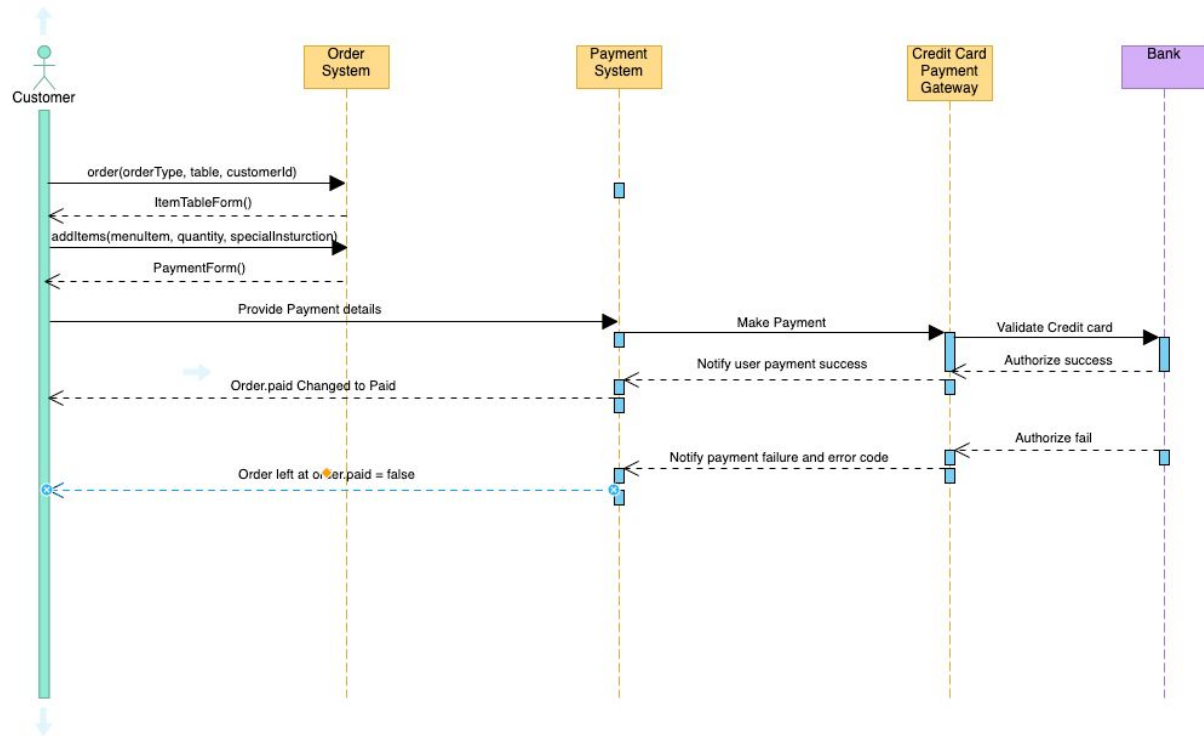 Order
System
Payment
System
Credit Card
Payment
Gateway
Bank
Customer
order(orderType, table, customerId)
ItemTableForm()
addItems(menuItem, quantity, specialInsturction)
PaymentForm()
Provide Payment details
Make Payment
Validate Credit card
Authorize success
Notify user payment success
Order.paid Changed to Paid
Authorize fail
Notify payment failure and error code
Order left at order.paid = false